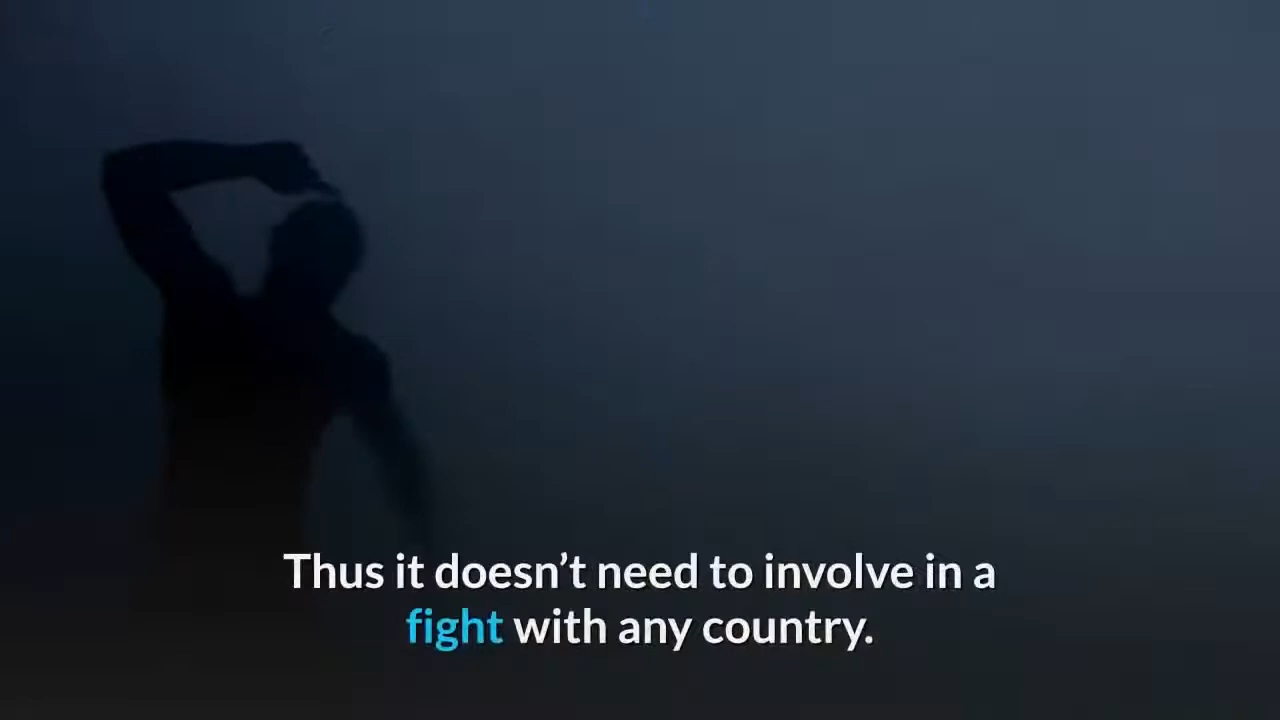 Thus it doesn’t need to involve in a
fight with any country.